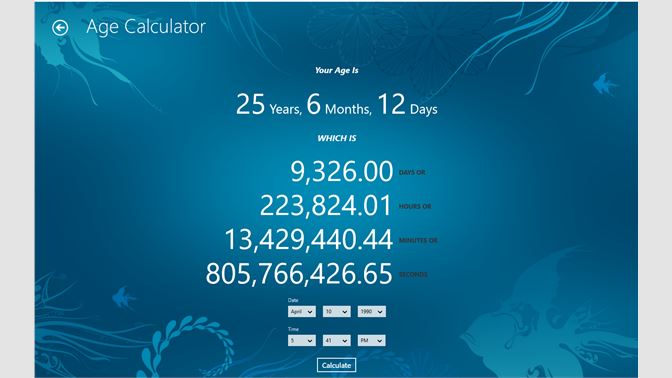 Age Calculator
Your Age Is
25 Years, 6 Months, 12 Days
WHICH IS
9,326.00 DAYS OR
223,824.01 HOURS OR
13,429,440.44 MINUTES OR
805,766,426.65 SECONDS
Date
April 10 1990
Time
5 41 PM
Calculate